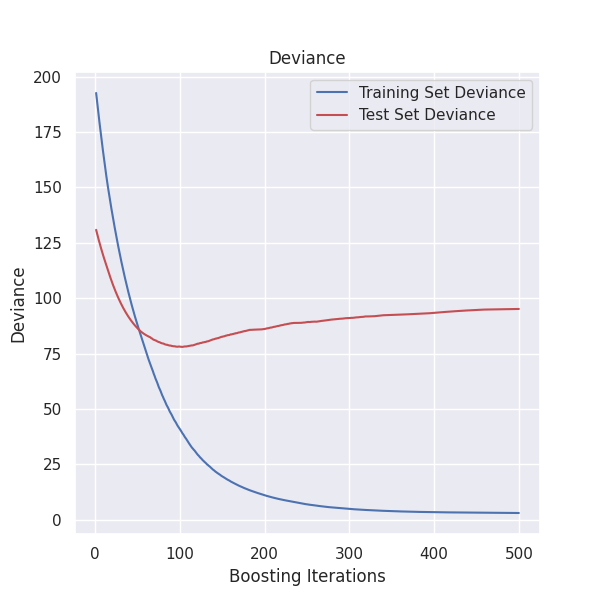 Deviance
200
175
150
125
100
75
50
25
0
Deviance
Training Set Deviance
Test Set Deviance
0 100 200 300 400 500
Boosting Iterations